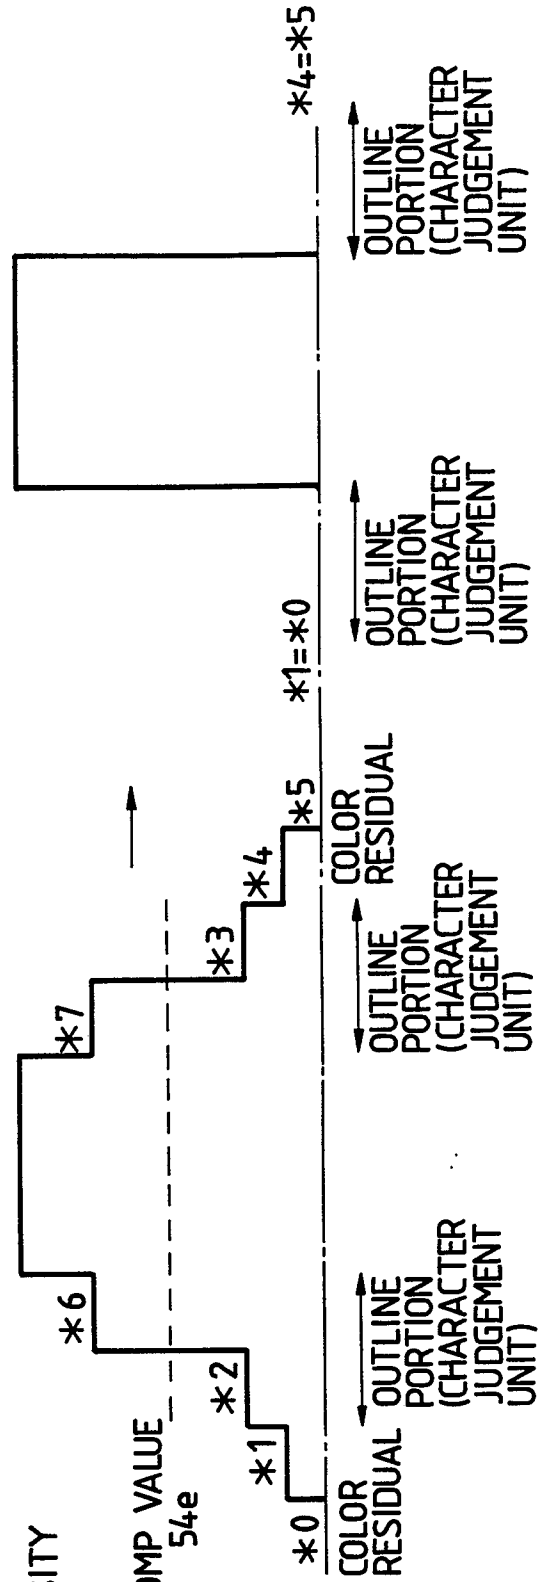 SITY
OMP VALUE
54e
*0
*1
*2
*6
*7
*3
*4
*5
*1=*0
*4=*5
COLOR
RESIDUAL
OUTLINE
PORTION
(CHARACTER
JUDGEMENT
UNIT)
OUTLINE
PORTION
(CHARACTER
JUDGEMENT
UNIT)
COLOR
RESIDUAL
OUTLINE
PORTION
(CHARACTER
JUDGEMENT
UNIT)
OUTLINE
PORTION
(CHARACTER
JUDGEMENT
UNIT)